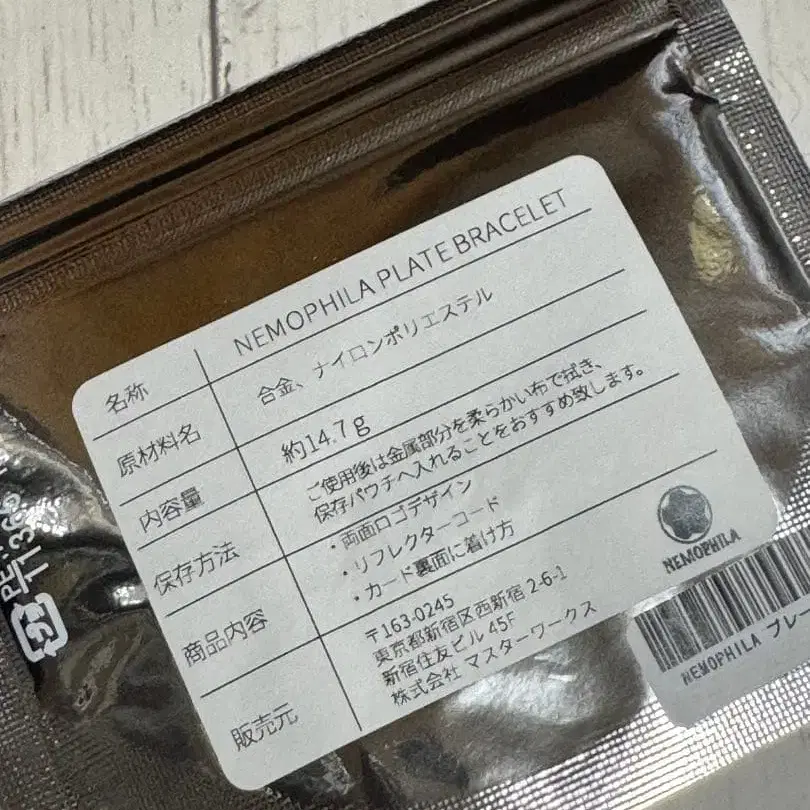 名称
NEMOPHILA PLATE BRACELET
原材料名
合金、ナイロンポリエステル
内容量
約14.7g
保存方法
ご使用後は金属部分を柔らかい布で拭き、
保存パウチへ入れることをおすすめ致します。
商品内容
・両面ロゴデザイン
・リフレクターコード
・カード裏面に着け方
販売元
〒163-0245
東京都新宿区西新宿 2-6-1
新宿住友ビル 45F
株式会社 マスターワークス
NEMOPHILA
NEMOPHILA ブレー